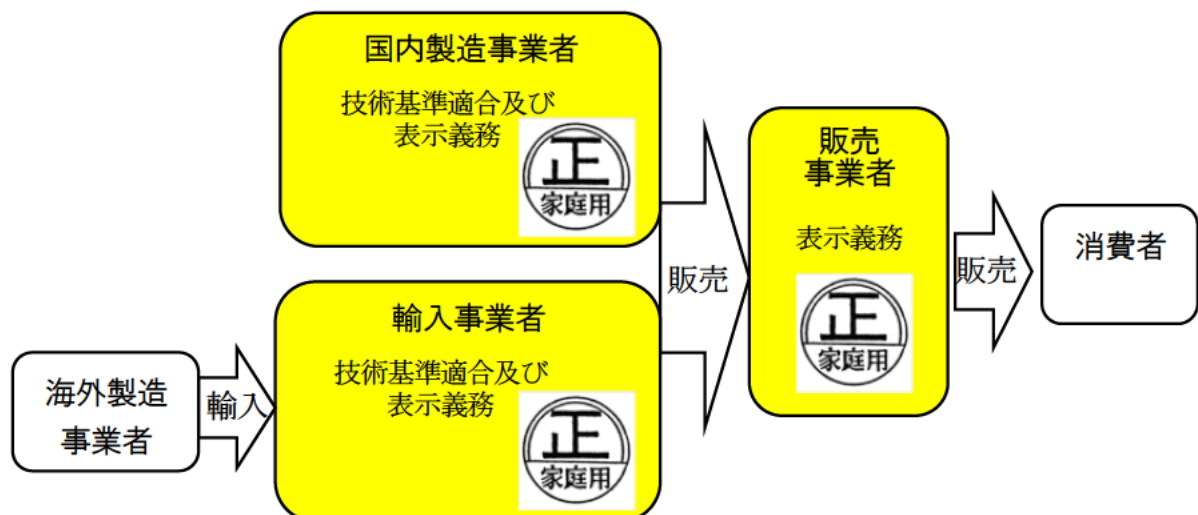 国内製造事業者
技術基準適合及び
表示義務
正
家庭用
輸入事業者
技術基準適合及び
表示義務
正
家庭用
海外製造
事業者
輸入
販売
販売
事業者
表示義務
正
家庭用
販売
消費者